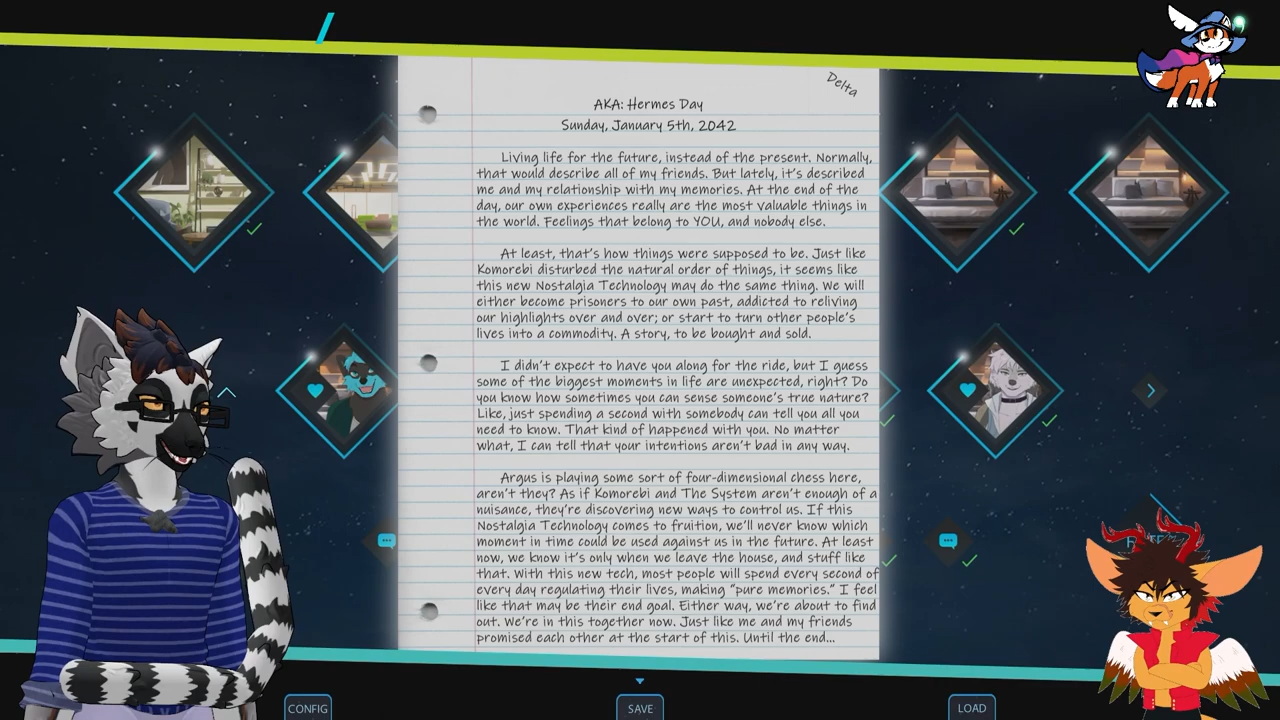 Delta
AKA: Hermes Day
Sunday, January 5th, 2042
Living life for the future, instead of the present. Normally,
that would describe all of my friends. But lately, it's described
me and my relationship with my memories. At the end of the
day, our own experiences really are the most valuable things in
the world. Feelings that belong to YOU, and nobody else.
At least, that's how things were supposed to be. Just like
Komorebi disturbed the natural order of things, it seems like
this new Nostalgia Technology may do the same thing. We will
either become prisoners to our own past, addicted to reliving
our highlights over and over; or start to turn other people's
lives into a commodity. A story, to be bought and sold.
I didn't expect to have you along for the ride, but I guess
some of the biggest moments in life are unexpected, right? Do
you know how sometimes you can sense someone's true nature?
Like, just spending a second with somebody can tell you all you
need to know. That kind of happened with you. No matter
what, I can tell that your intentions aren't bad in any way.
Argus is playing some sort of four-dimensional chess here,
aren't they? As if Komorebi and The System aren't enough of a
nuisance, they're discovering new ways to control us. If this
Nostalgia Technology comes to fruition, we'll never know which
moment in time could be used against us in the future. At least
now, we know it's only when we leave the house, and stuff like
that. With this new tech, most people will spend every second of
every day regulating their lives, making "pure memories." I feel
like that may be their end goal. Either way, we're about to find
out. We're in this together now. Just like me and my friends
promised each other at the start of this. Until the end...
CONFIG
SAVE
LOAD